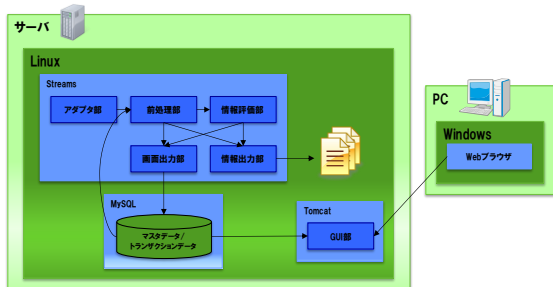 サーバ
Linux
Streams
アダプタ部
前処理部
情報評価部
画面出力部
情報出力部
MySQL
マスタデータ/
トランザクションデータ
Tomcat
GUI部
PC
Windows
Webブラウザ